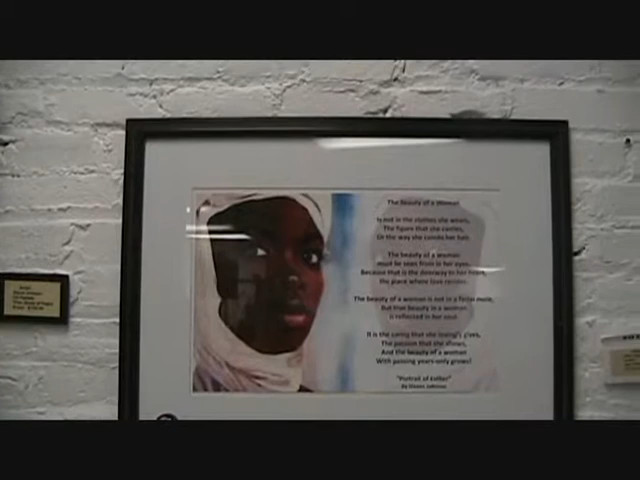 The Beauty of a Woman
Is not in the clothes she wears,
The figure that she carries,
Or the way she combs her hair.
The beauty of a woman
must be seen from in her eyes,
Because that is the doorway to her heart,
the place where love resides.
The beauty of a woman is not in a facial mole,
But true beauty of a woman
is reflected in her soul.
It is the caring that she lovingly gives,
The passion that she shows,
And the beauty of a woman
With passing years-only grows!
"Portrait of Esther"